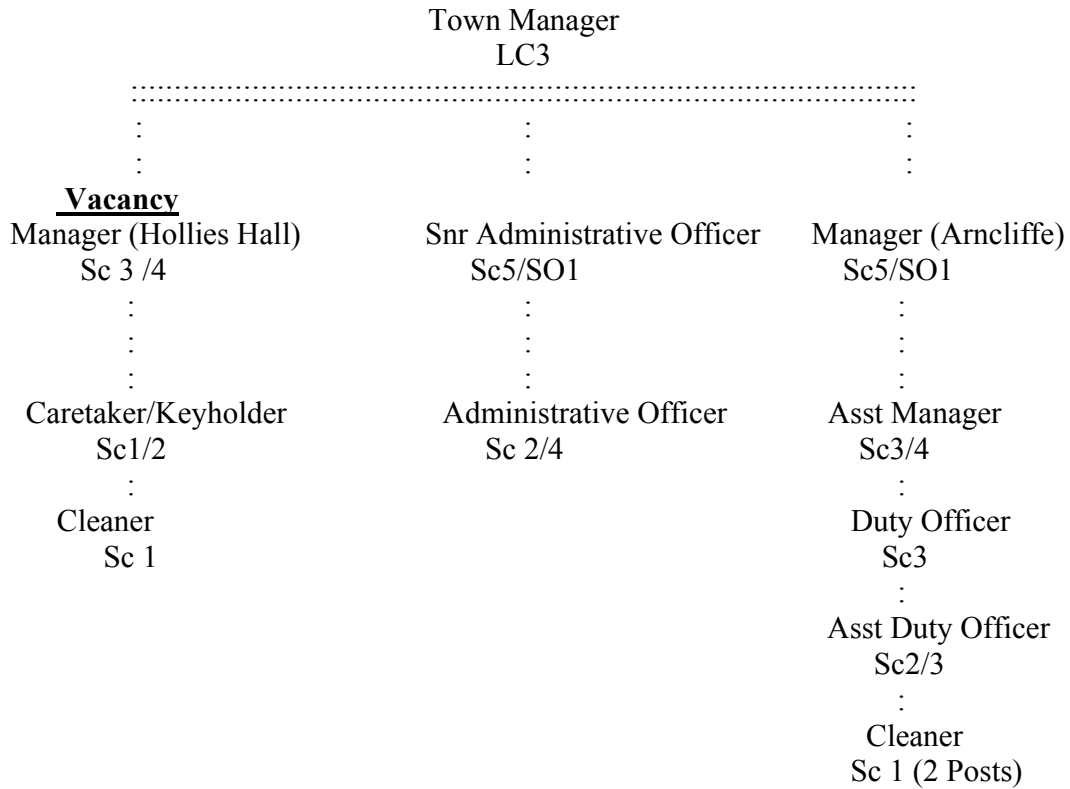 Town Manager
LC3
Vacancy
Manager (Hollies Hall) Snr Administrative Officer Manager (Arncliffe)
Sc 3 /4 Sc5/SO1 Sc5/SO1
Caretaker/Keyholder Administrative Officer Asst Manager
Sc1/2 Sc 2/4 Sc3/4
Cleaner Duty Officer
Sc 1 Sc3
Asst Duty Officer
Sc2/3
Cleaner
Sc 1 (2 Posts)